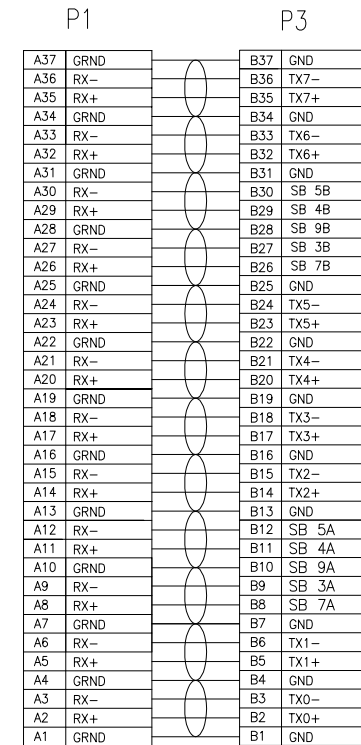 P1 P3
A37 GRND B37 GND
A36 RX− B36 TX7−
A35 RX+ B35 TX7+
A34 GRND B34 GND
A33 RX− B33 TX6−
A32 RX+ B32 TX6+
A31 GRND B31 GND
A30 RX− B30 SB 5B
A29 RX+ B29 SB 4B
A28 GRND B28 SB 9B
A27 RX− B27 SB 3B
A26 RX+ B26 SB 7B
A25 GRND B25 GND
A24 RX− B24 TX5−
A23 RX+ B23 TX5+
A22 GRND B22 GND
A21 RX− B21 TX4−
A20 RX+ B20 TX4+
A19 GRND B19 GND
A18 RX− B18 TX3−
A17 RX+ B17 TX3+
A16 GRND B16 GND
A15 RX− B15 TX2−
A14 RX+ B14 TX2+
A13 GRND B13 GND
A12 RX− B12 SB 5A
A11 RX+ B11 SB 4A
A10 GRND B10 SB 9A
A9 RX− B9 SB 3A
A8 RX+ B8 SB 7A
A7 GRND B7 GND
A6 RX− B6 TX1−
A5 RX+ B5 TX1+
A4 GRND B4 GND
A3 RX− B3 TX0−
A2 RX+ B2 TX0+
A1 GRND B1 GND